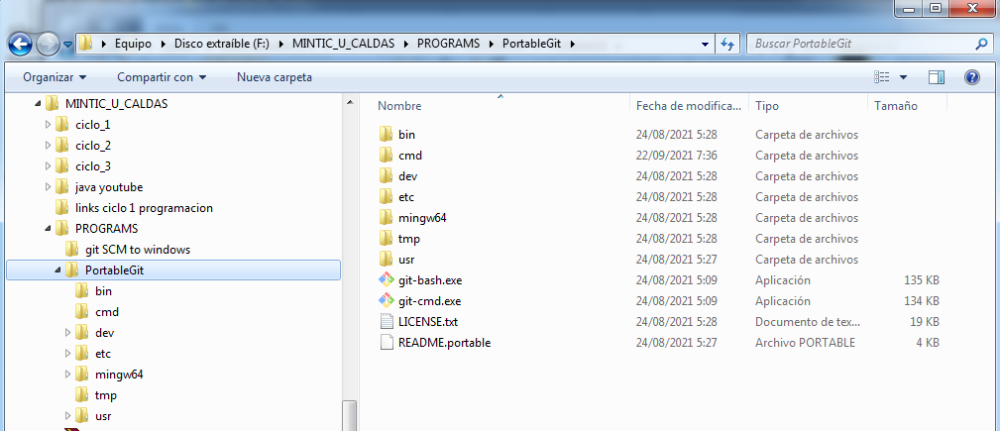 Equipo Disco extraíble (F:) MINTIC_U_CALDAS PROGRAMS PortableGit Buscar PortableGit
Organizar Compartir con Nueva carpeta
MINTIC_U_CALDAS
ciclo_1
ciclo_2
ciclo_3
java youtube
links ciclo 1 programacion
PROGRAMS
git SCM to windows
PortableGit
bin
cmd
dev
etc
mingw64
tmp
usr
Nombre Fecha de modifica... Tipo Tamaño
bin 24/08/2021 5:28 Carpeta de archivos
cmd 22/09/2021 7:36 Carpeta de archivos
dev 24/08/2021 5:28 Carpeta de archivos
etc 24/08/2021 5:28 Carpeta de archivos
mingw64 24/08/2021 5:28 Carpeta de archivos
tmp 24/08/2021 5:28 Carpeta de archivos
usr 24/08/2021 5:27 Carpeta de archivos
git-bash.exe 24/08/2021 5:09 Aplicación 135 KB
git-cmd.exe 24/08/2021 5:09 Aplicación 134 KB
LICENSE.txt 24/08/2021 5:28 Documento de tex... 19 KB
README.portable 24/08/2021 5:27 Archivo PORTABLE 4 KB